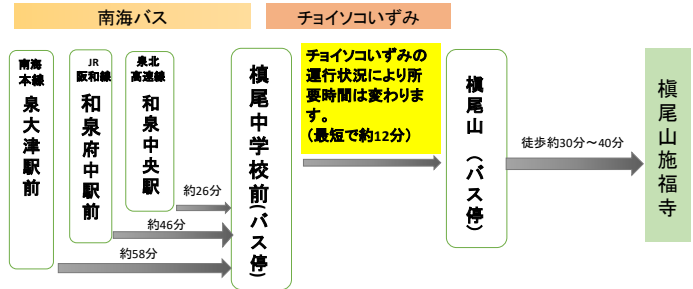 南海バス
チョイソコいずみ
南海
本線
泉大津駅前
JR
阪和線
和泉府中駅前
泉北
高速線
和泉中央駅
約26分
約46分
約58分
槙尾中学校前(バス停)
チョイソコいずみの
運行状況により所
要時間は変わりま
す。
(最短で約12分)
槇尾山 (バス停)
徒歩約30分～40分
槇尾山施福寺